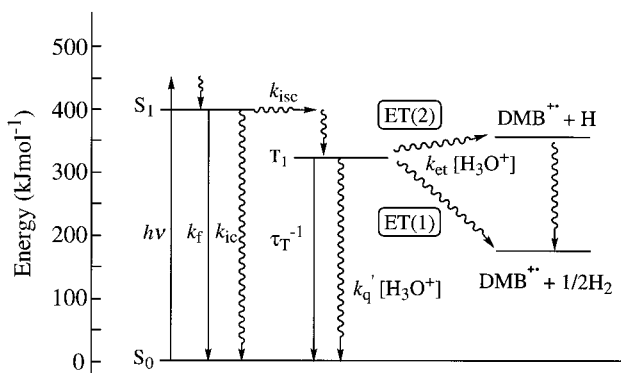 Energy (kJmol⁻¹)
500
400
300
200
100
0
S₁
S₀
hν
k_f
k_ic
k_isc
T₁
τ_T⁻¹
k_q' [H₃O⁺]
ET(2)
k_et [H₃O⁺]
ET(1)
DMB⁺• + H
DMB⁺• + 1/2H₂